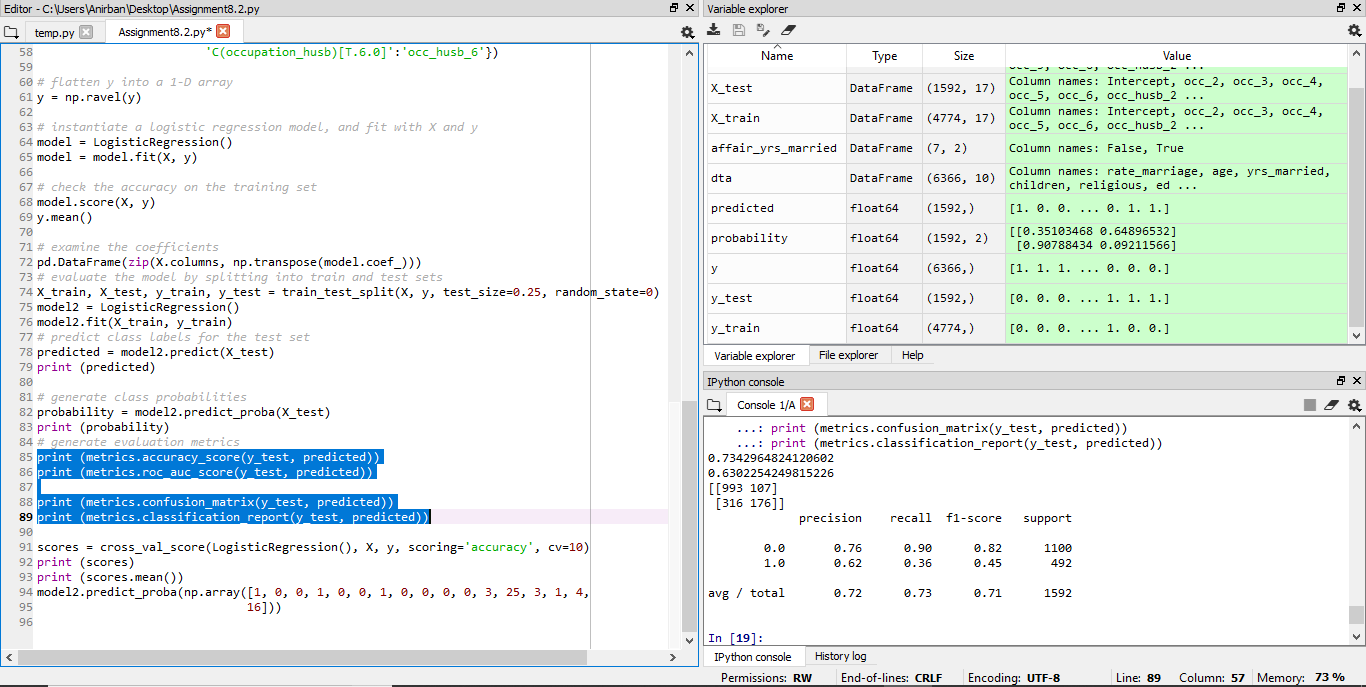 Editor - C:\Users\Anirban\Desktop\Assignment8.2.py
temp.py
Assignment8.2.py*
58                       'C(occupation_husb)[T.6.0]':'occ_husb_6'})
59
60 # flatten y into a 1-D array
61 y = np.ravel(y)
62
63 # instantiate a logistic regression model, and fit with X and y
64 model = LogisticRegression()
65 model = model.fit(X, y)
66
67 # check the accuracy on the training set
68 model.score(X, y)
69 y.mean()
70
71 # examine the coefficients
72 pd.DataFrame(zip(X.columns, np.transpose(model.coef_)))
73 # evaluate the model by splitting into train and test sets
74 X_train, X_test, y_train, y_test = train_test_split(X, y, test_size=0.25, random_state=0)
75 model2 = LogisticRegression()
76 model2.fit(X_train, y_train)
77 # predict class labels for the test set
78 predicted = model2.predict(X_test)
79 print (predicted)
80
81 # generate class probabilities
82 probability = model2.predict_proba(X_test)
83 print (probability)
84 # generate evaluation metrics
85 print (metrics.accuracy_score(y_test, predicted))
86 print (metrics.roc_auc_score(y_test, predicted))
87
88 print (metrics.confusion_matrix(y_test, predicted))
89 print (metrics.classification_report(y_test, predicted))
90
91 scores = cross_val_score(LogisticRegression(), X, y, scoring='accuracy', cv=10)
92 print (scores)
93 print (scores.mean())
94 model2.predict_proba(np.array([1, 0, 0, 1, 0, 0, 1, 0, 0, 0, 0, 3, 25, 3, 1, 4,
95                            16]))
96
Variable explorer
Name Type Size Value
occ_5, occ_6, occ_husb_2 ...
X_test DataFrame (1592, 17) Column names: Intercept, occ_2, occ_3, occ_4,
occ_5, occ_6, occ_husb_2 ...
X_train DataFrame (4774, 17) Column names: Intercept, occ_2, occ_3, occ_4,
occ_5, occ_6, occ_husb_2 ...
affair_yrs_married DataFrame (7, 2) Column names: False, True
dta DataFrame (6366, 10) Column names: rate_marriage, age, yrs_married,
children, religious, ed ...
predicted float64 (1592,) [1. 0. 0. ... 0. 1. 1.]
probability float64 (1592, 2) [[0.35103468 0.64896532]
[0.90788434 0.09211566]
y float64 (6366,) [1. 1. 1. ... 0. 0. 0.]
y_test float64 (1592,) [0. 0. 0. ... 1. 1. 1.]
y_train float64 (4774,) [0. 0. 0. ... 1. 0. 0.]
Variable explorer File explorer Help
IPython console
Console 1/A
...: print (metrics.confusion_matrix(y_test, predicted))
...: print (metrics.classification_report(y_test, predicted))
0.7342964824120602
0.6302254249815226
[[993 107]
[316 176]]
precision recall f1-score support
0.0 0.76 0.90 0.82 1100
1.0 0.62 0.36 0.45 492
avg / total 0.72 0.73 0.71 1592
In [19]:
IPython console History log
Permissions: RW End-of-lines: CRLF Encoding: UTF-8 Line: 89 Column: 57 Memory: 73 %